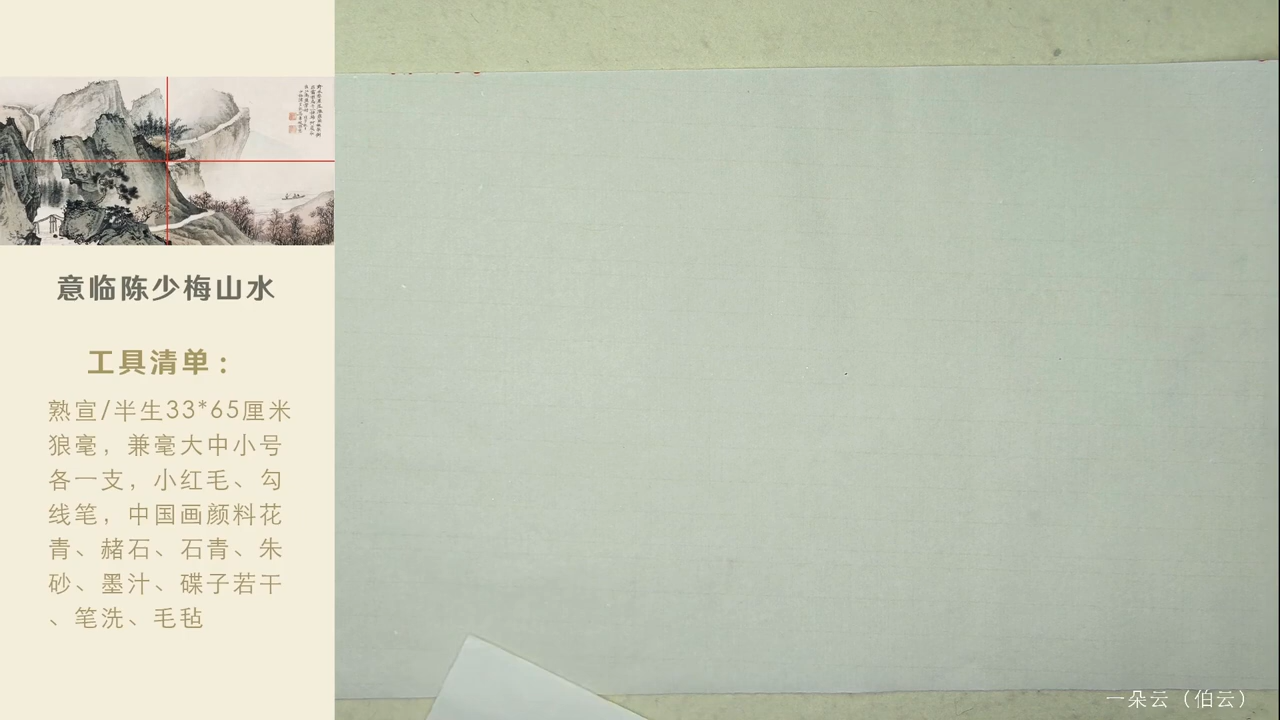 意临陈少梅山水
工具清单：
熟宣/半生33*65厘米
狼毫，兼毫大中小号
各一支，小红毛、勾
线笔，中国画颜料花
青、赭石、石青、朱
砂、墨汁、碟子若干
、笔洗、毛毡
一朵云（伯云）